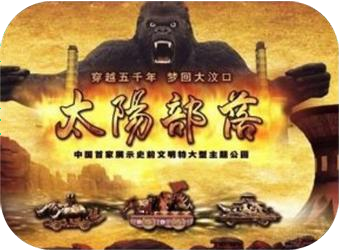 穿越五千年 梦回大汶口
太陽部落
中国首家展示史前文明特大型主题公园